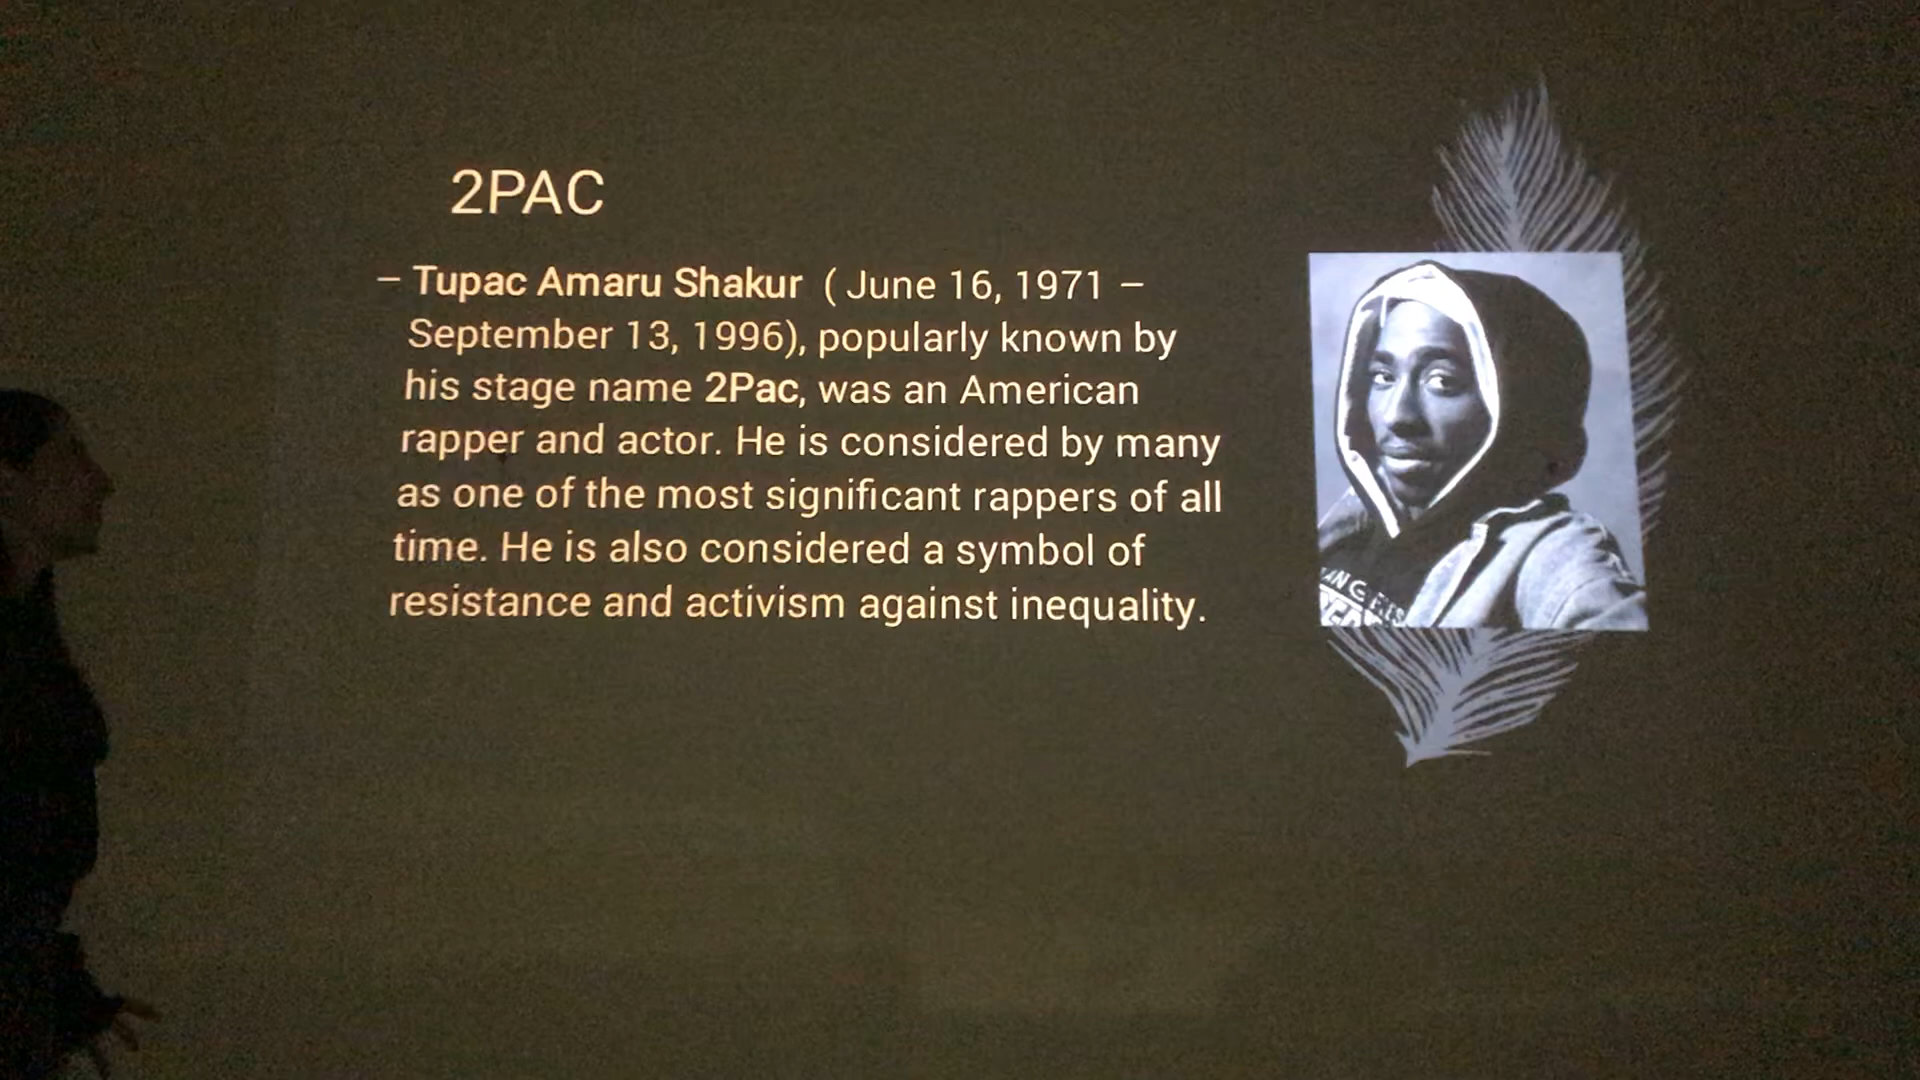 2PAC
– Tupac Amaru Shakur ( June 16, 1971 –
September 13, 1996), popularly known by
his stage name 2Pac, was an American
rapper and actor. He is considered by many
as one of the most significant rappers of all
time. He is also considered a symbol of
resistance and activism against inequality.